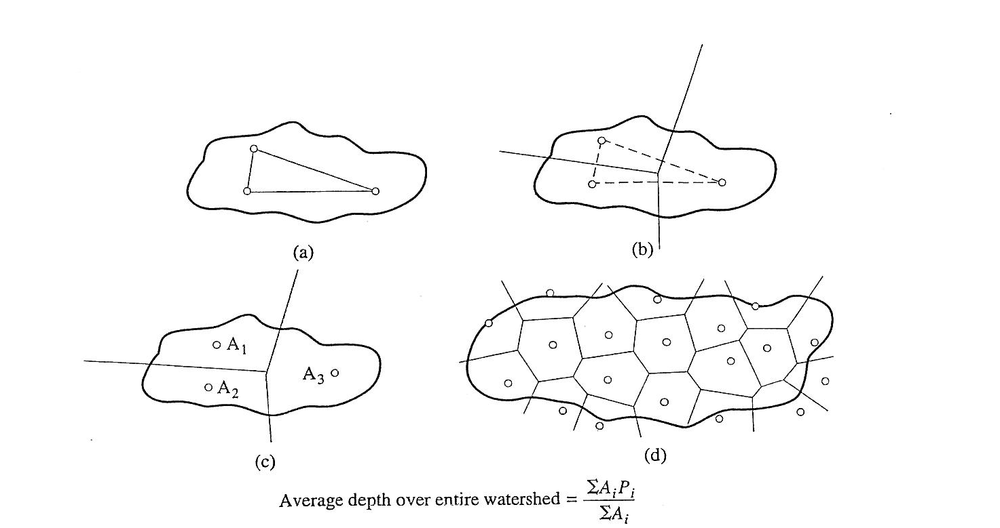 (a)
(b)
A1
A2
A3
(c)
(d)
Average depth over entire watershed = ΣAiPi / ΣAi